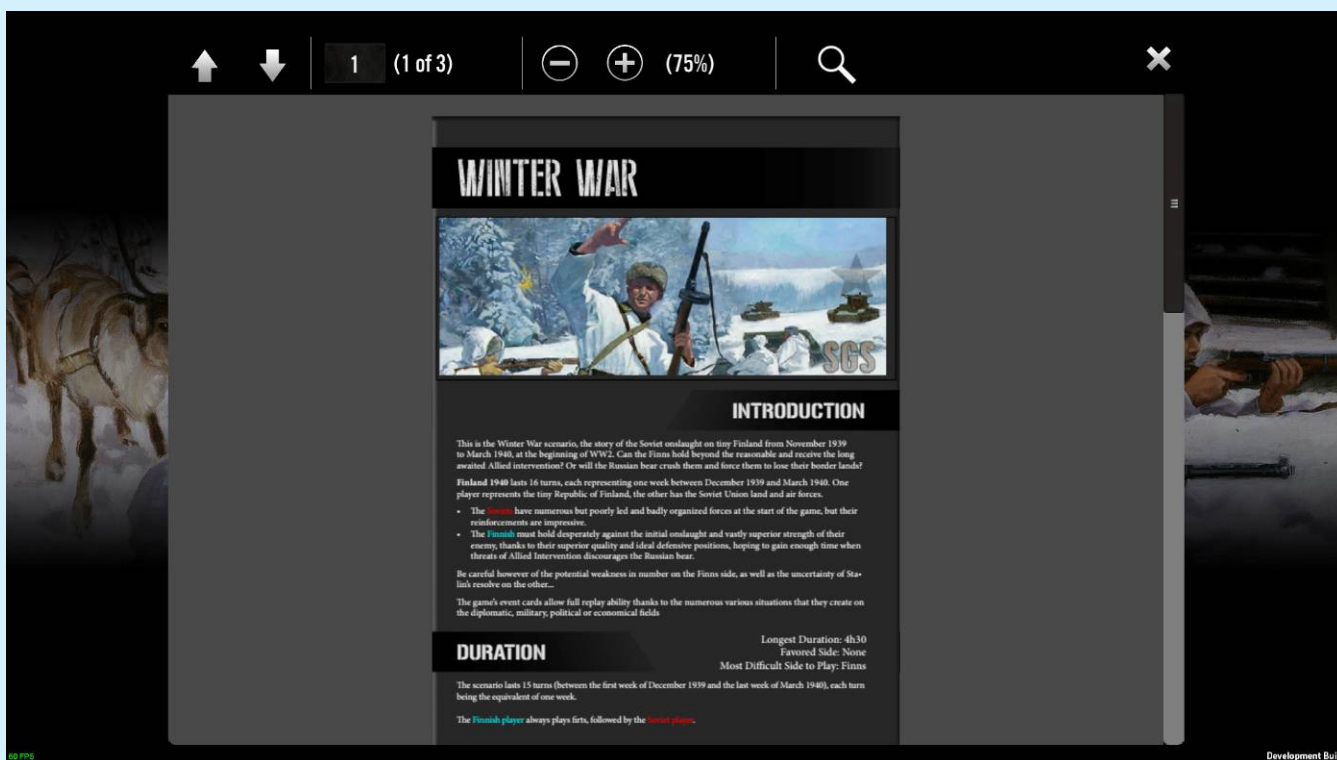 1 (1 of 3) (75%)
WINTER WAR
SGS
INTRODUCTION
This is the Winter War scenario, the story of the Soviet onslaught on tiny Finland from November 1939
to March 1940, at the beginning of WW2. Can the Finns hold beyond the reasonable and receive the long
awaited Allied intervention? Or will the Russian bear crush them and force them to lose their border lands?
Finland 1940 lasts 16 turns, each representing one week between December 1939 and March 1940. One
player represents the tiny Republic of Finland, the other has the Soviet Union land and air forces.
• The Soviets have numerous but poorly led and badly organized forces at the start of the game, but their
reinforcements are impressive.
• The Finnish must hold desperately against the initial onslaught and vastly superior strength of their
enemy, thanks to their superior quality and ideal defensive positions, hoping to gain enough time when
threats of Allied Intervention discourages the Russian bear.
Be careful however of the potential weakness in number on the Finns side, as well as the uncertainty of Sta-
lin's resolve on the other...
The game's event cards allow full replay ability thanks to the numerous various situations that they create on
the diplomatic, military, political or economical fields
DURATION
Longest Duration: 4h30
Favored Side: None
Most Difficult Side to Play: Finns
The scenario lasts 15 turns (between the first week of December 1939 and the last week of March 1940), each turn
being the equivalent of one week.
The Finnish player always plays firts, followed by the Soviet player.
60 FPS
Development Bui